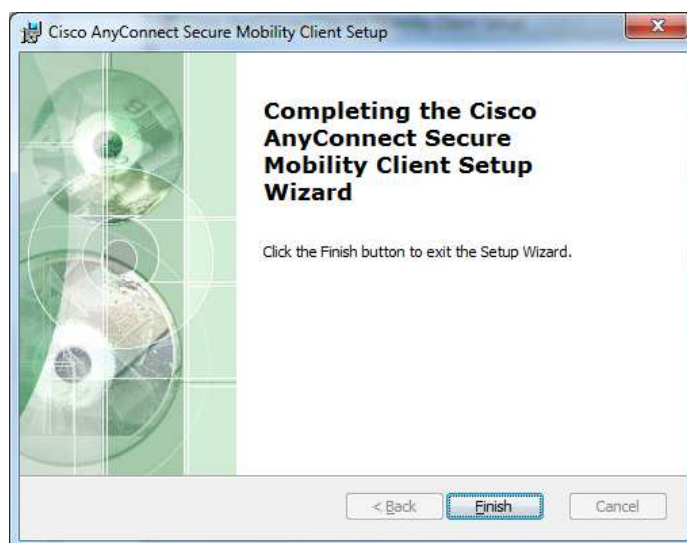 Cisco AnyConnect Secure Mobility Client Setup
Completing the Cisco
AnyConnect Secure
Mobility Client Setup
Wizard
Click the Finish button to exit the Setup Wizard.
< Back
Finish
Cancel